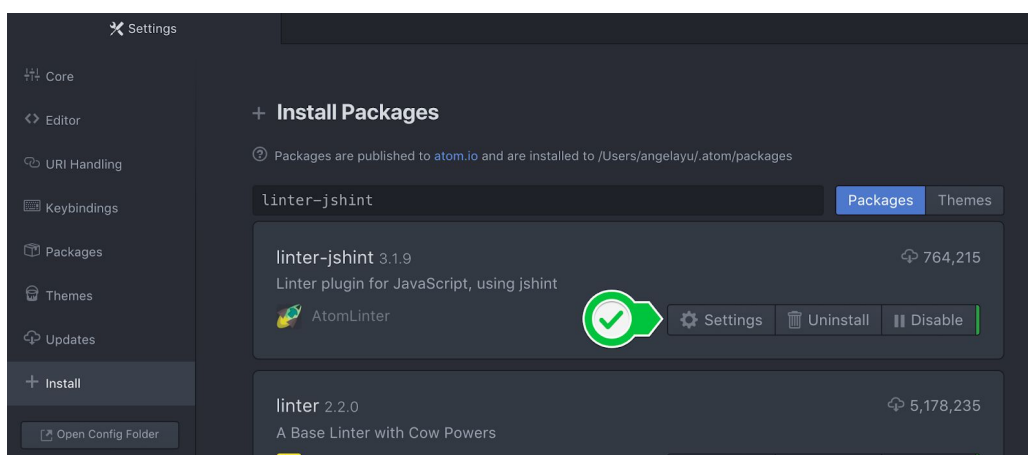 Settings
Core
Editor
URI Handling
Keybindings
Packages
Themes
Updates
Install
Open Config Folder
Install Packages
Packages are published to atom.io and are installed to /Users/angelayu/.atom/packages
linter-jshint
Packages Themes
linter-jshint 3.1.9 764,215
Linter plugin for JavaScript, using jshint
AtomLinter
Settings Uninstall Disable
linter 2.2.0 5,178,235
A Base Linter with Cow Powers